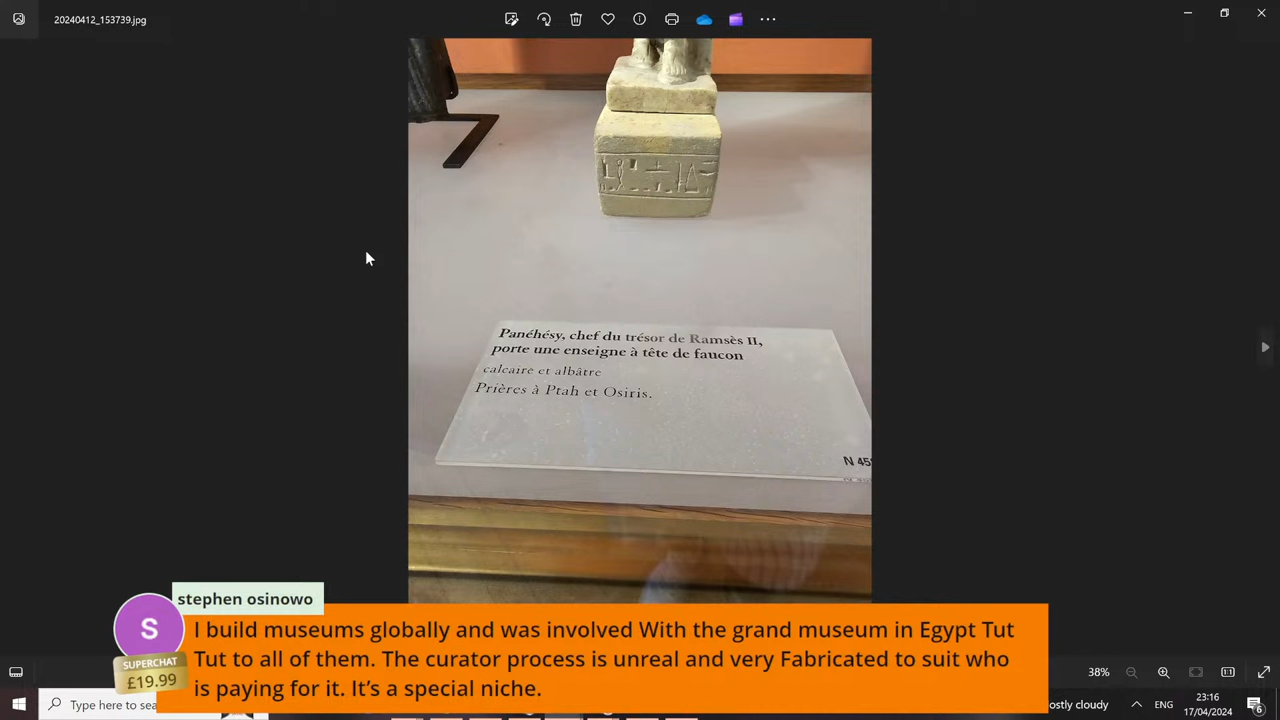 20240412_153739.jpg
Panéhésy, chef du trésor de Ramsès II,
porte une enseigne à tête de faucon
calcaire et albâtre
Prières à Ptah et Osiris.
stephen osinowo
S
SUPERCHAT
£19.99
I build museums globally and was involved With the grand museum in Egypt Tut
Tut to all of them. The curator process is unreal and very Fabricated to suit who
is paying for it. It’s a special niche.
38%
Type here to
ostly cloudy
ENG
23:16
17/04/2024
6